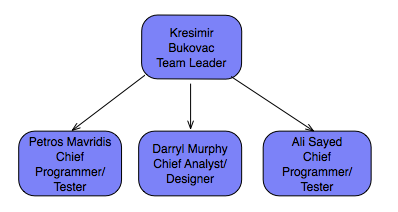 Kresimir
Bukovac
Team Leader
Petros Mavridis
Chief
Programmer/
Tester
Darryl Murphy
Chief Analyst/
Designer
Ali Sayed
Chief
Programmer/
Tester